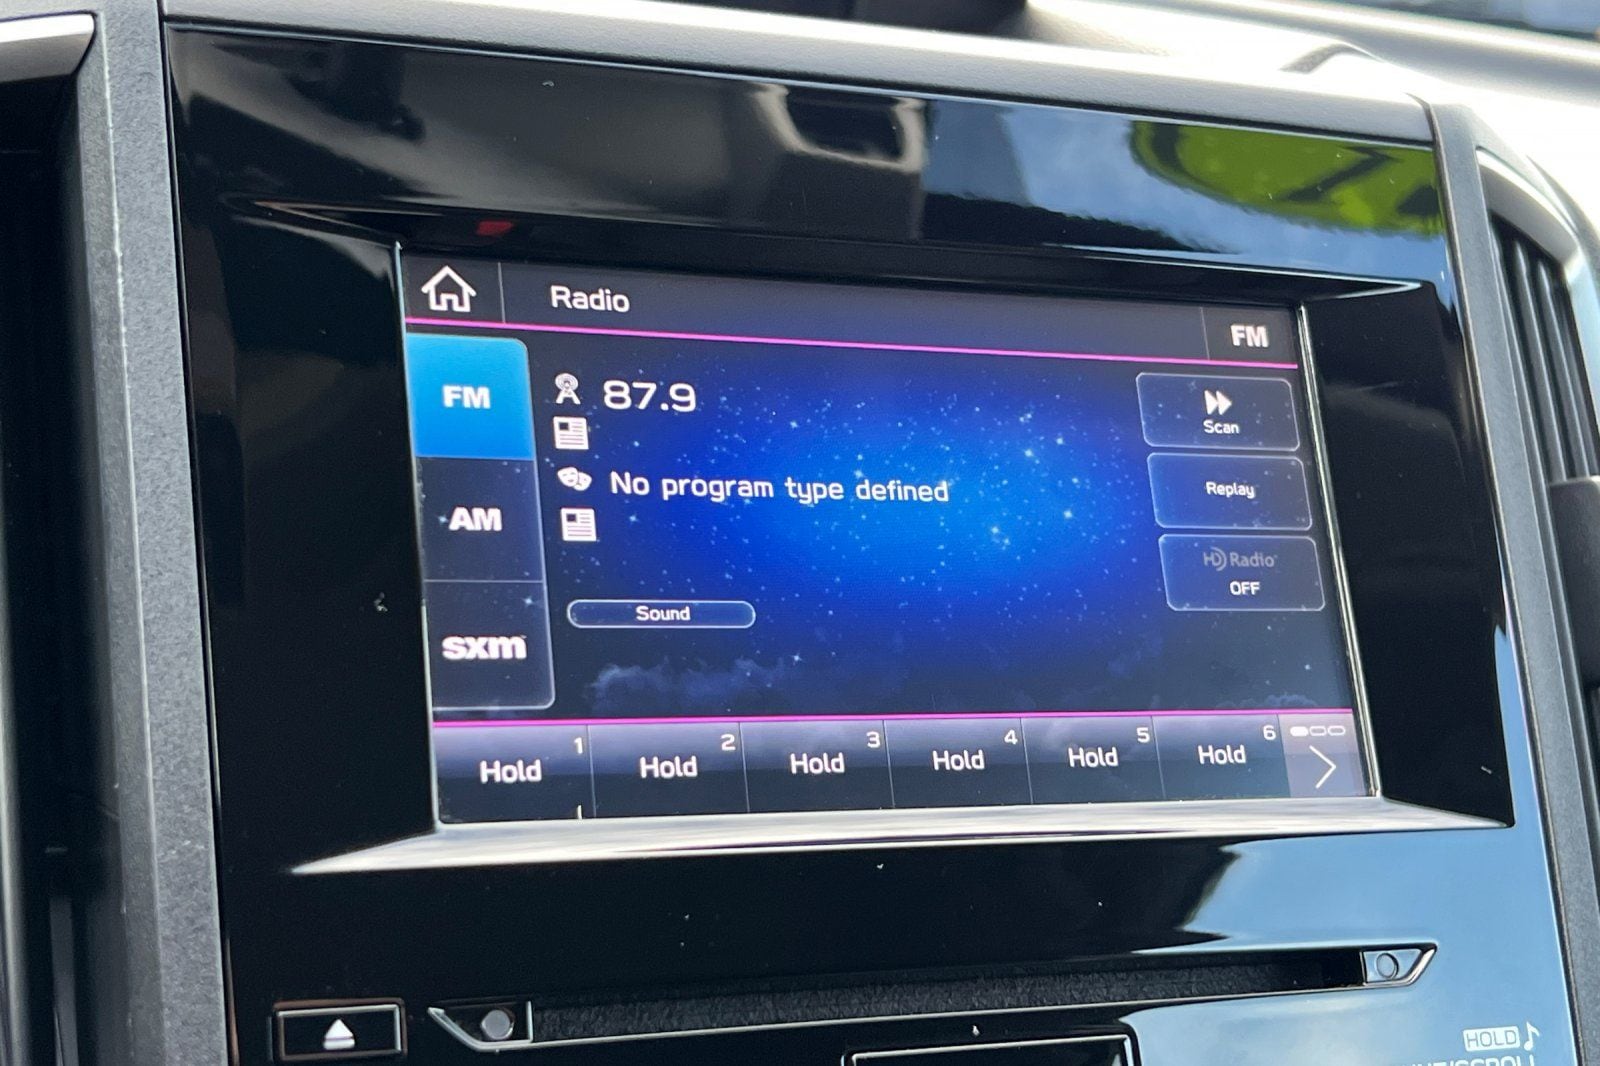 Radio
FM
FM
87.9
Scan
AM
No program type defined
Replay
HD Radio
OFF
Sound
sxm
1 2 3 4 5 6
Hold Hold Hold Hold Hold Hold
HOLD